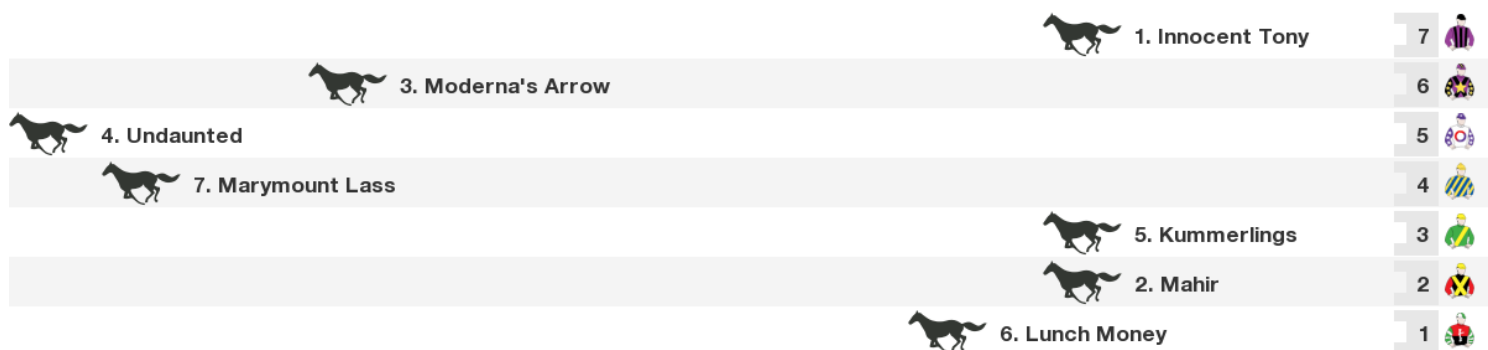 1. Innocent Tony 7
3. Moderna's Arrow 6
4. Undaunted 5
7. Marymount Lass 4
5. Kummerlings 3
2. Mahir 2
6. Lunch Money 1